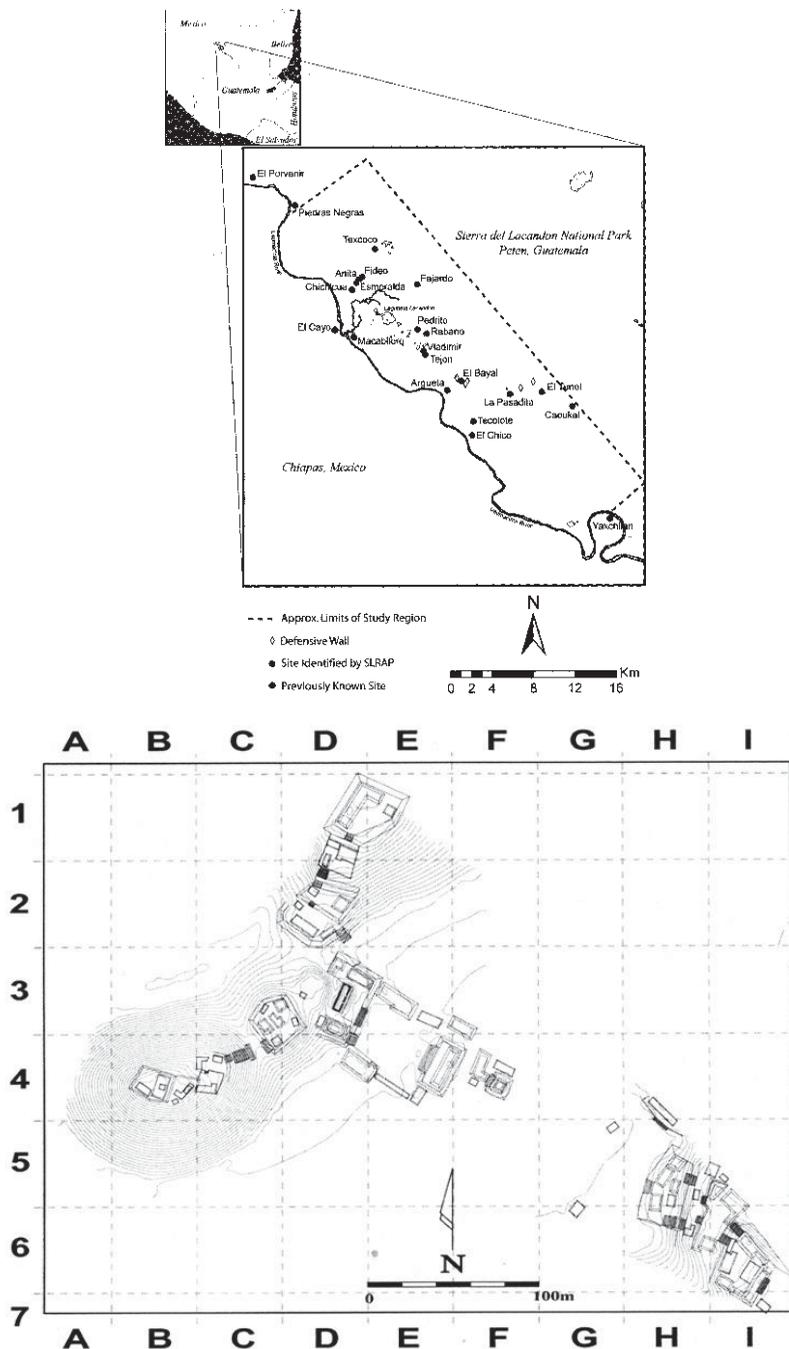 Mexico
Belize
Guatemala
Honduras
El Salvador
El Porvenir
Piedras Negras
Texcoco
Sierra del Lacandon National Park
Peten, Guatemala
Anita
Fideo
Fajardo
Chichicua
Esmeralda
Pedrito
El Cayo
Macabilero
Rabano
Vladimir
Tejon
El Bayal
Argueta
La Pasadita
El Tunel
Caoukal
Tecolote
El Chico
Chiapas, Mexico
Yaxchilan
Approx. Limits of Study Region
Defensive Wall
Site Identified by SLRAP
Previously Known Site
N
Km
0 2 4 8 12 16
A B C D E F G H I
1
2
3
4
5
6
7
N
0 100m
A B C D E F G H I